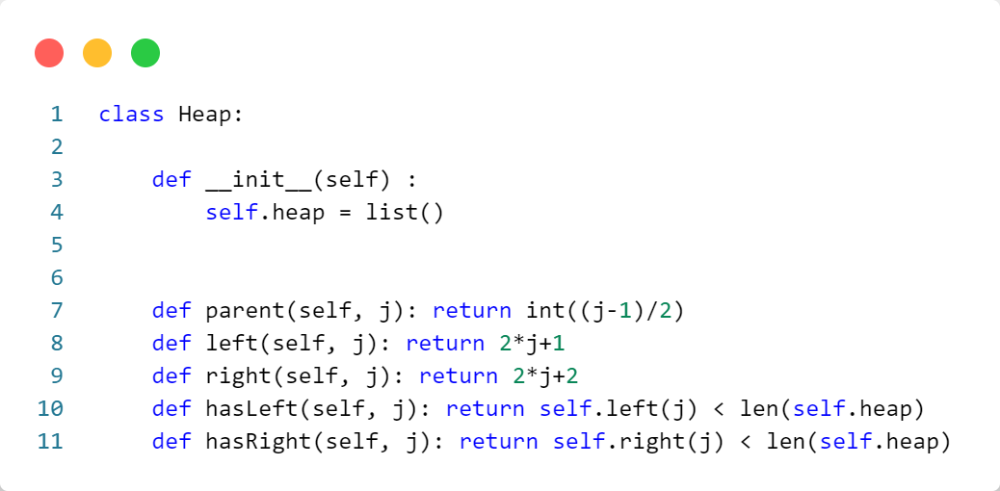 1 class Heap:
2
3     def __init__(self) :
4         self.heap = list()
5
6
7     def parent(self, j): return int((j-1)/2)
8     def left(self, j): return 2*j+1
9     def right(self, j): return 2*j+2
10     def hasLeft(self, j): return self.left(j) < len(self.heap)
11     def hasRight(self, j): return self.right(j) < len(self.heap)